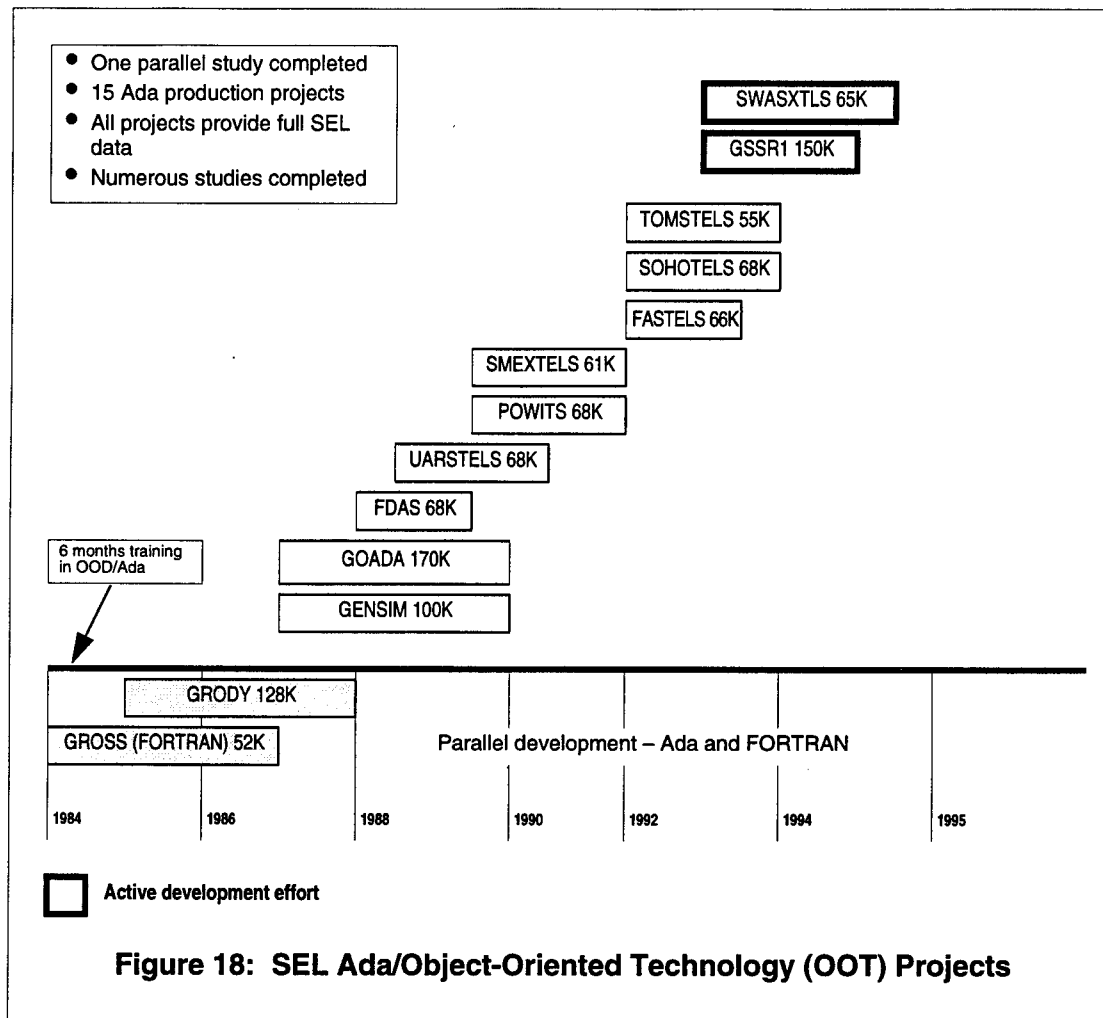 ● One parallel study completed
● 15 Ada production projects
● All projects provide full SEL
data
● Numerous studies completed
SWASXTLS 65K
GSSR1 150K
TOMSTELS 55K
SOHOTELS 68K
FASTELS 66K
SMEXTELS 61K
POWITS 68K
UARSTELS 68K
FDAS 68K
6 months training
in OOD/Ada
GOADA 170K
GENSIM 100K
GRODY 128K
GROSS (FORTRAN) 52K
Parallel development – Ada and FORTRAN
1984 1986 1988 1990 1992 1994 1995
Active development effort
Figure 18: SEL Ada/Object-Oriented Technology (OOT) Projects